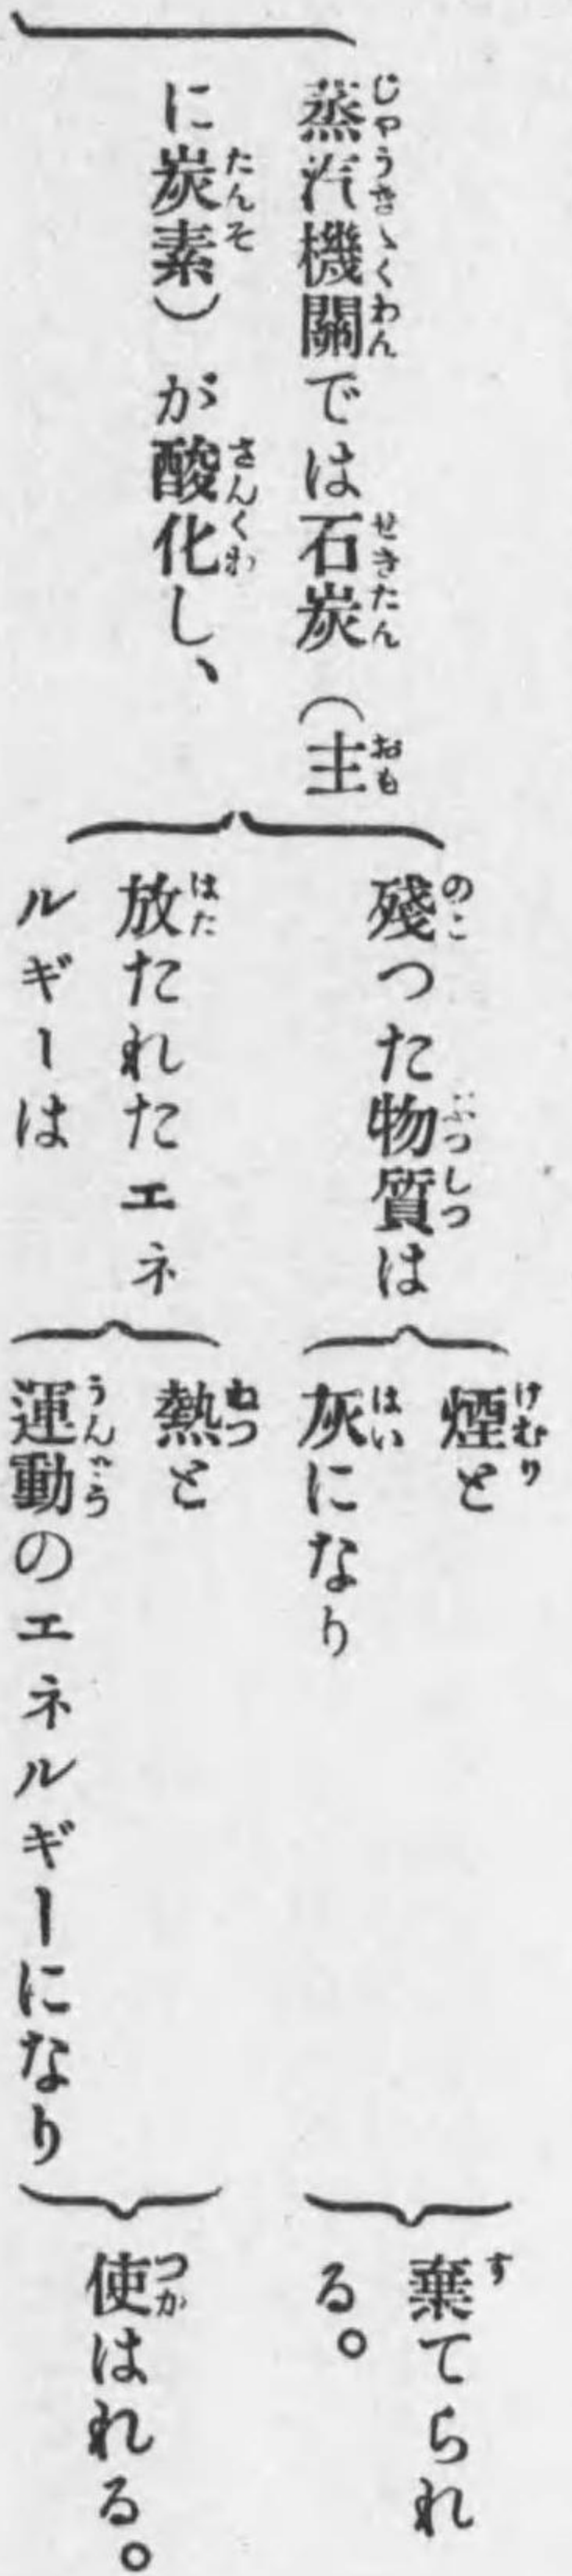 蒸汽機關では石炭（主
に炭素）が酸化し、
殘つた物質は
煙と
灰になり
棄てられ
る。
放たれたエネ
ルギーは
熱と
運動のエネルギーになり
使はれる。